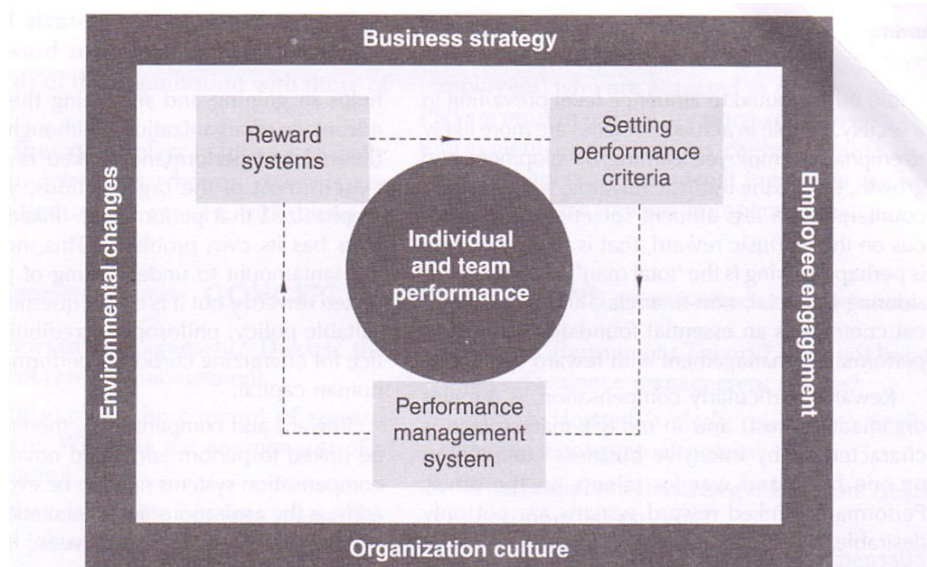 Business strategy
Reward
systems
Setting
performance
criteria
Environmental changes
Individual
and team
performance
Employee engagement
Performance
management
system
Organization culture